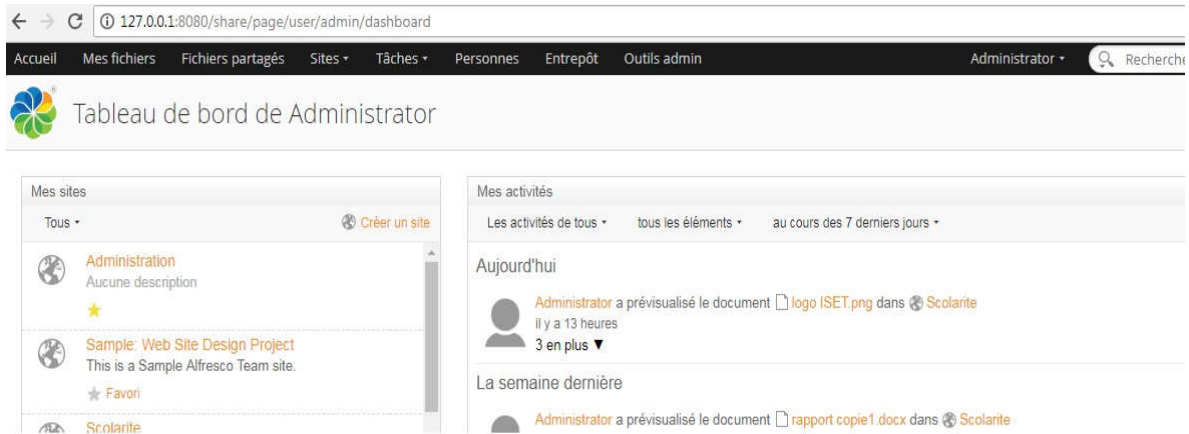 127.0.0.1:8080/share/page/user/admin/dashboard
Accueil Mes fichiers Fichiers partagés Sites Tâches Personnes Entrepôt Outils admin Administrator Recherche
Tableau de bord de Administrator
Mes sites
Tous Créer un site
Administration
Aucune description
Sample: Web Site Design Project
This is a Sample Alfresco Team site.
Favori
Scolarite
Mes activités
Les activités de tous tous les éléments au cours des 7 derniers jours
Aujourd'hui
Administrator a prévisualisé le document logo ISET.png dans Scolarite
il y a 13 heures
3 en plus ▼
La semaine dernière
Administrator a prévisualisé le document rapport copie1.docx dans Scolarite